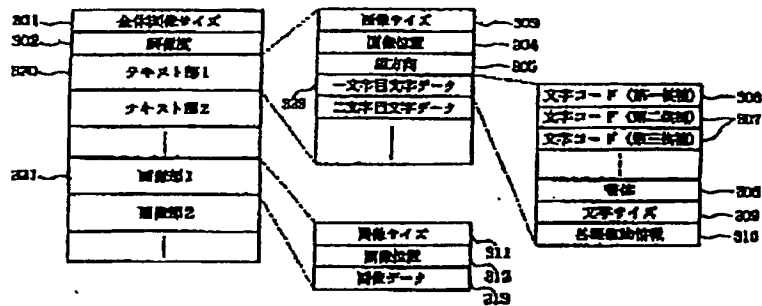 301
全体画像サイズ
302
解像度
320
テキスト部1
テキスト部2
321
画像部1
画像部2
画像サイズ
303
画像位置
304
組方向
305
323
一文字目文字データ
二文字目文字データ
文字コード(第一候補)
306
文字コード(第二候補)
307
文字コード(第三候補)
書体
308
文字サイズ
309
310
画像サイズ
311
画像位置
312
画像データ
313